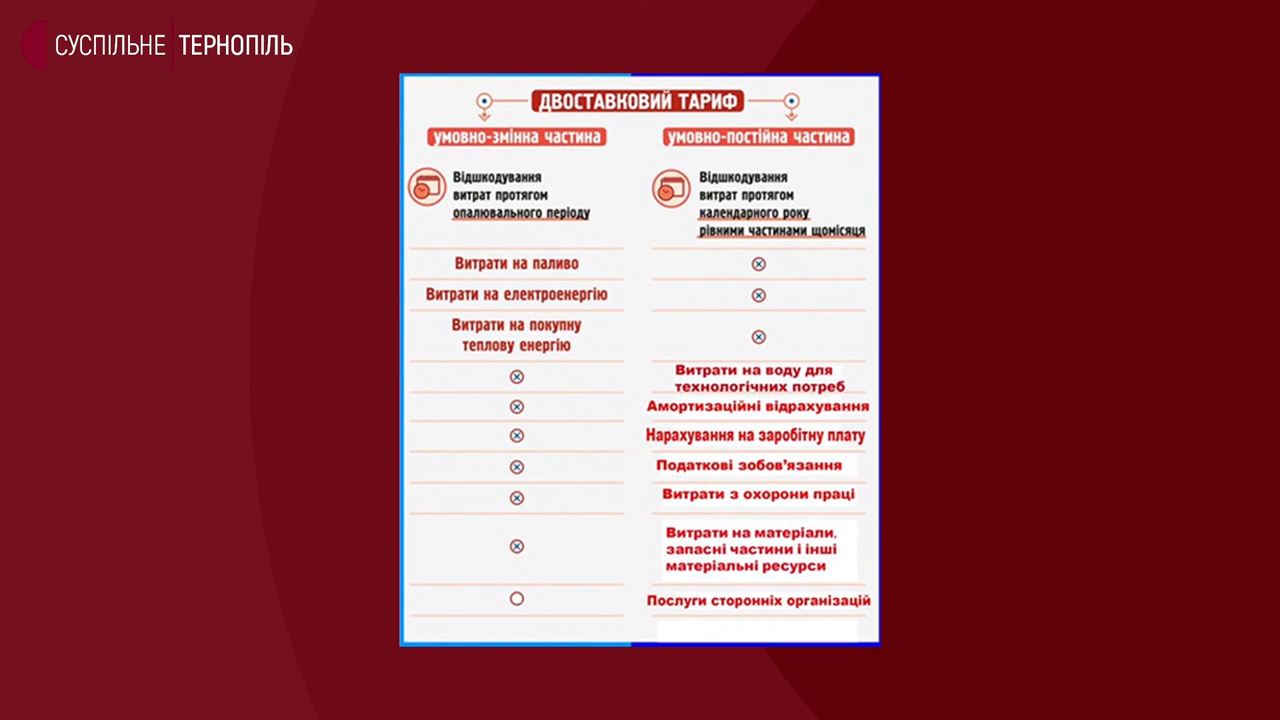 СУСПІЛЬНЕ ТЕРНОПІЛЬ
ДВОСТАВКОВИЙ ТАРИФ
умовно-змінна частина
умовно-постійна частина
Відшкодування
витрат протягом
опалювального періоду
Відшкодування
витрат протягом
календарного року
рівними частинами щомісяця
Витрати на паливо
Витрати на електроенергію
Витрати на покупну
теплову енергію
Витрати на воду для
технологічних потреб
Амортизаційні відрахування
Нарахування на заробітну плату
Податкові зобов'язання
Витрати з охорони праці
Витрати на матеріали,
запасні частини і інші
матеріальні ресурси
Послуги сторонніх організацій